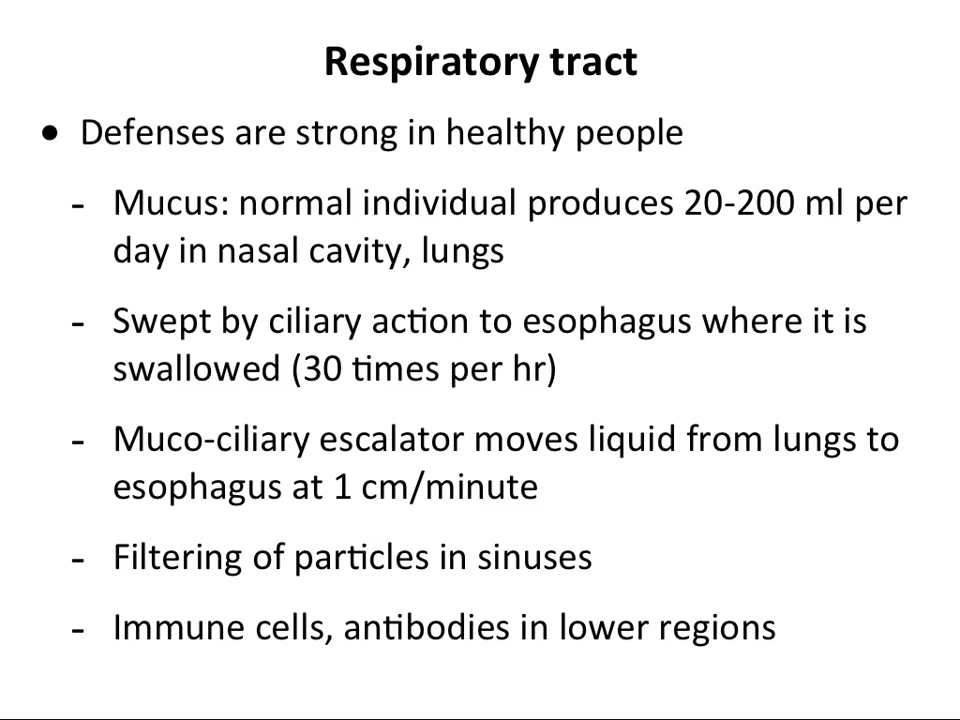 Respiratory tract
• Defenses are strong in healthy people
- Mucus: normal individual produces 20-200 ml per
day in nasal cavity, lungs
- Swept by ciliary action to esophagus where it is
swallowed (30 times per hr)
- Muco-ciliary escalator moves liquid from lungs to
esophagus at 1 cm/minute
- Filtering of particles in sinuses
- Immune cells, antibodies in lower regions